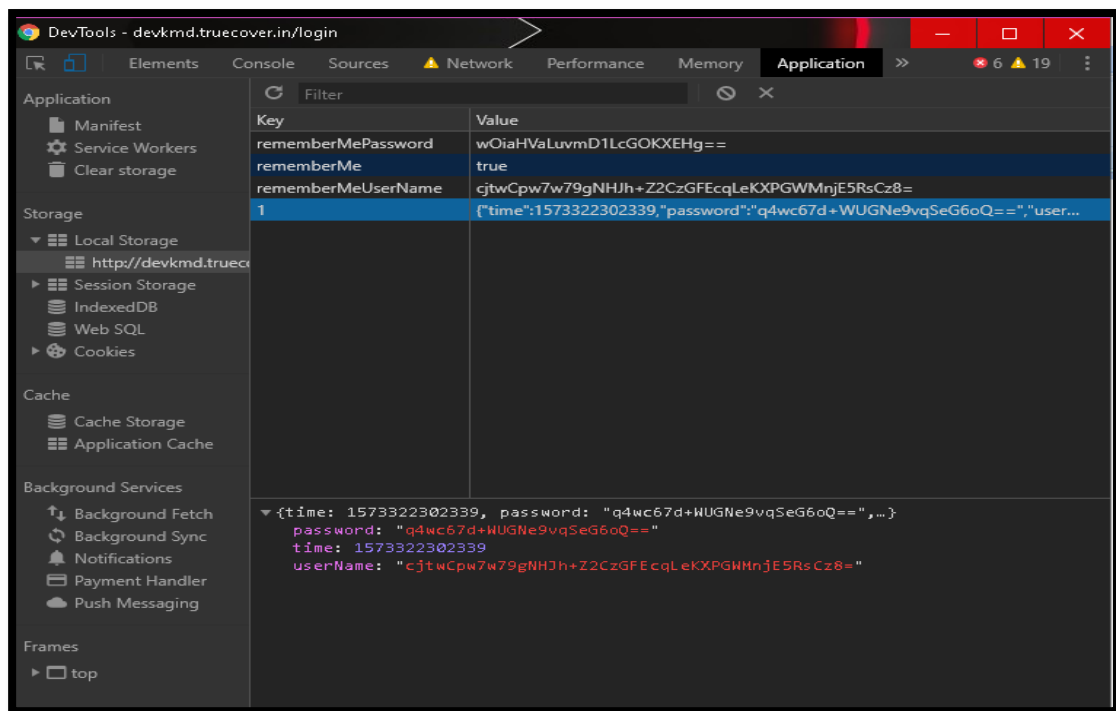 DevTools - devkmd.truecover.in/login
Elements Console Sources Network Performance Memory Application » 6 19
Application
Manifest
Service Workers
Clear storage
Storage
Local Storage
http://devkmd.trueco
Session Storage
IndexedDB
Web SQL
Cookies
Cache
Cache Storage
Application Cache
Background Services
Background Fetch
Background Sync
Notifications
Payment Handler
Push Messaging
Frames
top
Filter
Key Value
rememberMePassword wOiaHVaLuvmD1LcGOKXEHg==
rememberMe true
rememberMeUserName cjtwCpw7w79gNHJh+Z2CzGFEcqLeKXPGWMnjE5RsCz8=
1 {"time":1573322302339,"password":"q4wc67d+WUGNe9vqSeG6oQ==","user...
{time: 1573322302339, password: "q4wc67d+WUGNe9vqSeG6oQ==",…}
password: "q4wc67d+WUGNe9vqSeG6oQ=="
time: 1573322302339
userName: "cjtwCpw7w79gNHJh+Z2CzGFEcqLeKXPGWMnjE5RsCz8="